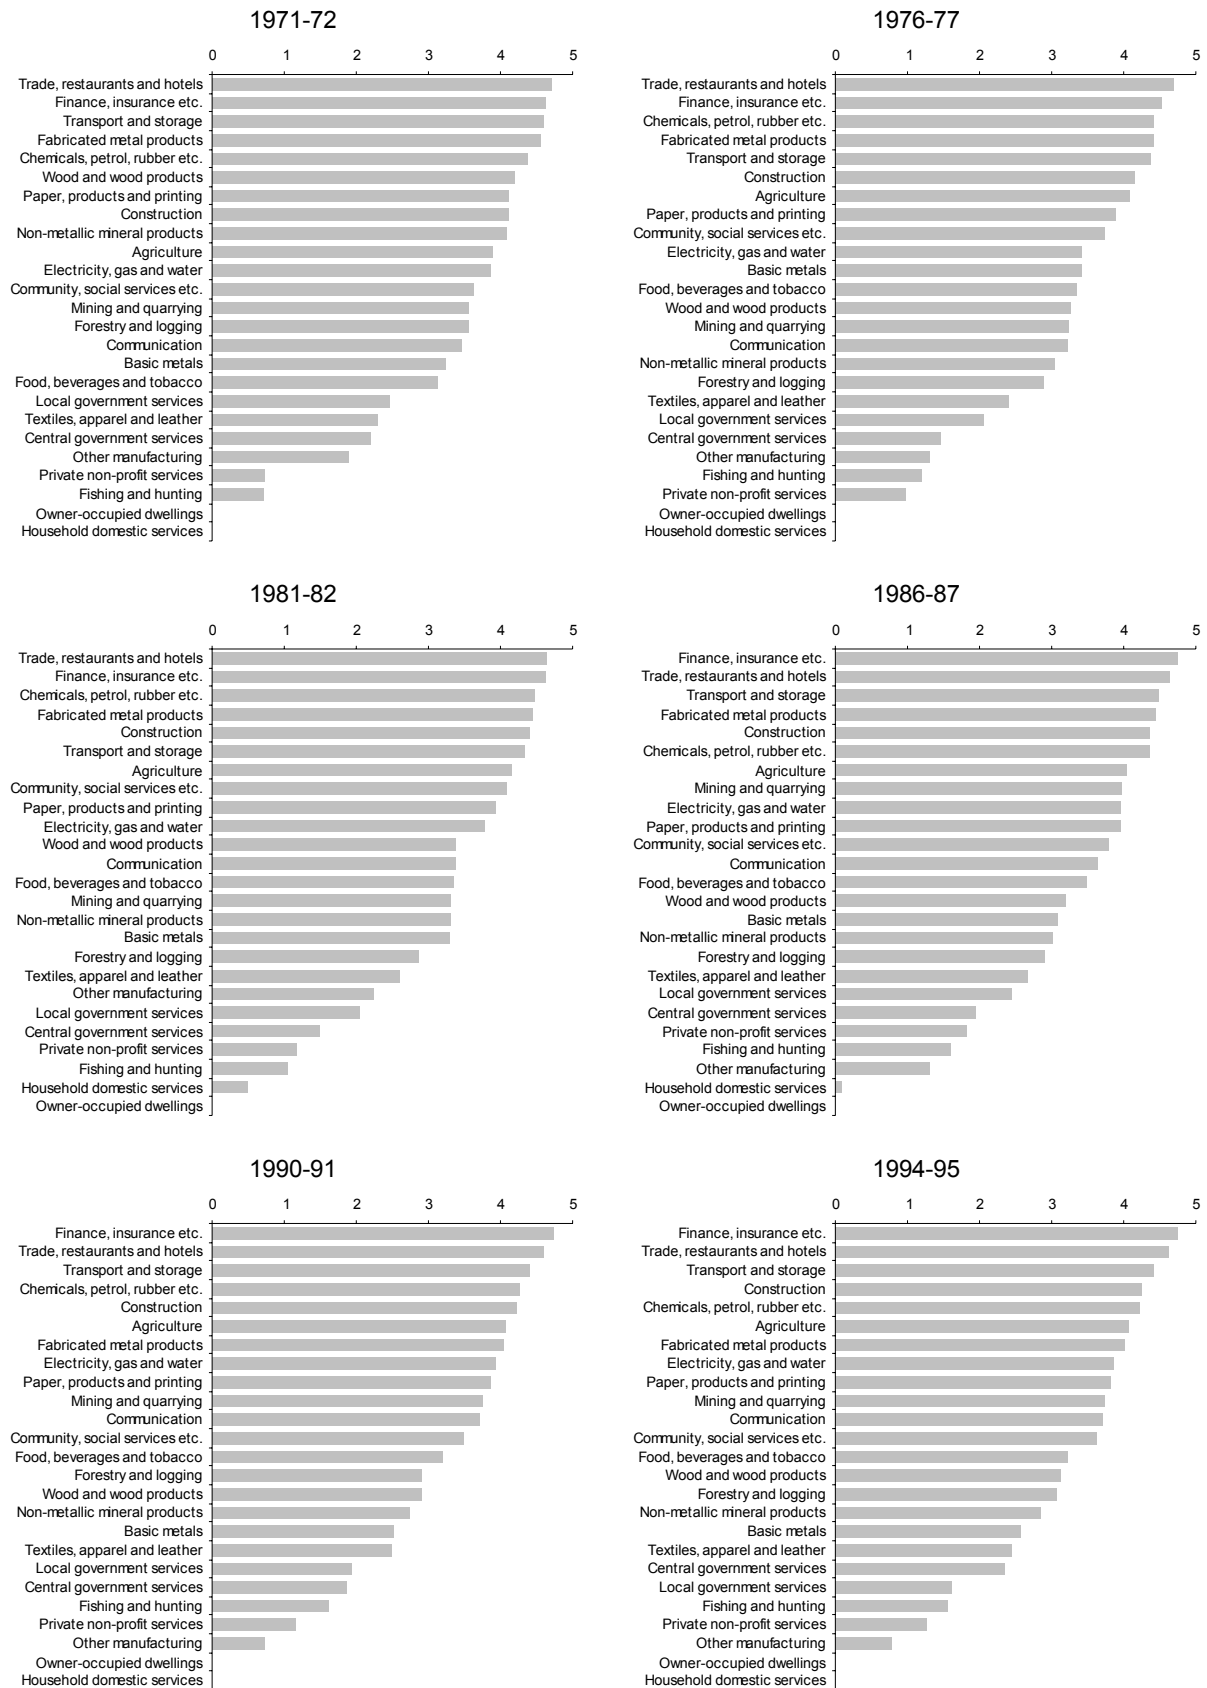 1971-72
0 1 2 3 4 5
Trade, restaurants and hotels
Finance, insurance etc.
Transport and storage
Fabricated metal products
Chemicals, petrol, rubber etc.
Wood and wood products
Paper, products and printing
Construction
Non-metallic mineral products
Agriculture
Electricity, gas and water
Community, social services etc.
Mining and quarrying
Forestry and logging
Communication
Basic metals
Food, beverages and tobacco
Local government services
Textiles, apparel and leather
Central government services
Other manufacturing
Private non-profit services
Fishing and hunting
Owner-occupied dwellings
Household domestic services
1976-77
0 1 2 3 4 5
Trade, restaurants and hotels
Finance, insurance etc.
Chemicals, petrol, rubber etc.
Fabricated metal products
Transport and storage
Construction
Agriculture
Paper, products and printing
Community, social services etc.
Electricity, gas and water
Basic metals
Food, beverages and tobacco
Wood and wood products
Mining and quarrying
Communication
Non-metallic mineral products
Forestry and logging
Textiles, apparel and leather
Local government services
Central government services
Other manufacturing
Fishing and hunting
Private non-profit services
Owner-occupied dwellings
Household domestic services
1981-82
0 1 2 3 4 5
Trade, restaurants and hotels
Finance, insurance etc.
Chemicals, petrol, rubber etc.
Fabricated metal products
Construction
Transport and storage
Agriculture
Community, social services etc.
Paper, products and printing
Electricity, gas and water
Wood and wood products
Communication
Food, beverages and tobacco
Mining and quarrying
Non-metallic mineral products
Basic metals
Forestry and logging
Textiles, apparel and leather
Other manufacturing
Local government services
Central government services
Private non-profit services
Fishing and hunting
Household domestic services
Owner-occupied dwellings
1986-87
0 1 2 3 4 5
Finance, insurance etc.
Trade, restaurants and hotels
Transport and storage
Fabricated metal products
Construction
Chemicals, petrol, rubber etc.
Agriculture
Mining and quarrying
Electricity, gas and water
Paper, products and printing
Community, social services etc.
Communication
Food, beverages and tobacco
Wood and wood products
Basic metals
Non-metallic mineral products
Forestry and logging
Textiles, apparel and leather
Local government services
Central government services
Private non-profit services
Fishing and hunting
Other manufacturing
Household domestic services
Owner-occupied dwellings
1990-91
0 1 2 3 4 5
Finance, insurance etc.
Trade, restaurants and hotels
Transport and storage
Chemicals, petrol, rubber etc.
Construction
Agriculture
Fabricated metal products
Electricity, gas and water
Paper, products and printing
Mining and quarrying
Communication
Community, social services etc.
Food, beverages and tobacco
Forestry and logging
Wood and wood products
Non-metallic mineral products
Basic metals
Textiles, apparel and leather
Local government services
Central government services
Fishing and hunting
Private non-profit services
Other manufacturing
Owner-occupied dwellings
Household domestic services
1994-95
0 1 2 3 4 5
Finance, insurance etc.
Trade, restaurants and hotels
Transport and storage
Construction
Chemicals, petrol, rubber etc.
Agriculture
Fabricated metal products
Electricity, gas and water
Paper, products and printing
Mining and quarrying
Communication
Community, social services etc.
Food, beverages and tobacco
Wood and wood products
Forestry and logging
Non-metallic mineral products
Basic metals
Textiles, apparel and leather
Central government services
Local government services
Fishing and hunting
Private non-profit services
Other manufacturing
Owner-occupied dwellings
Household domestic services